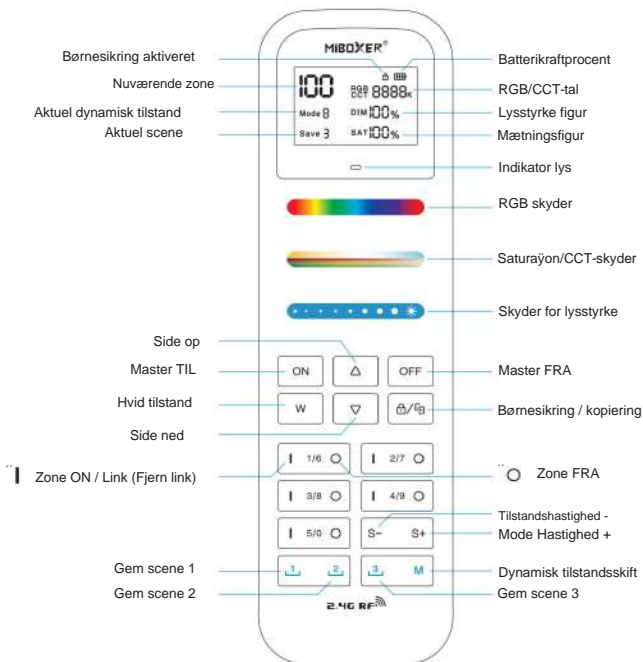 MIBOXER®
Børnesikring aktiveret
Batterikraftprocent
Nuværende zone
100
RGB CCT 8888K
RGB/CCT-tal
Aktuel dynamisk tilstand
Mode 8
DIM 100%
Lysstyrke figur
Aktuel scene
Save 3
SAT 100%
Mætningsfigur
Indikator lys
RGB skyder
Saturaÿon/CCT-skyder
Skyder for lysstyrke
Side op
Master TIL
ON
OFF
Master FRA
Hvid tilstand
W
Børnesikring / kopiering
Side ned
Zone ON / Link (Fjern link)
1/6
2/7
Zone FRA
3/8
4/9
Tilstandshastighed -
5/0
S-
S+
Mode Hastighed +
Gem scene 1
1
2
3
M
Dynamisk tilstandsskift
Gem scene 2
Gem scene 3
2.4G RF